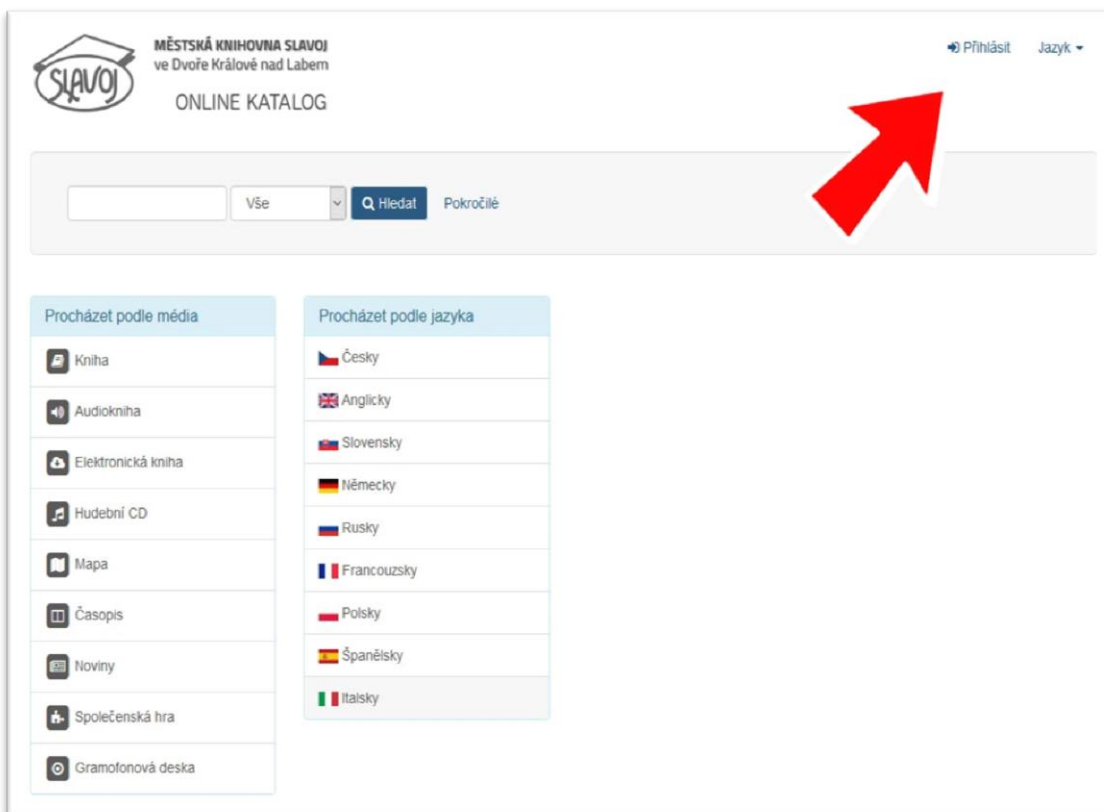 SLAVOJ
MĚSTSKÁ KNIHOVNA SLAVOJ
ve Dvoře Králové nad Labem
ONLINE KATALOG
Přihlásit Jazyk
Vše Hledat Pokročilé
Procházet podle média
Kniha
Audiokniha
Elektronická kniha
Hudební CD
Mapa
Časopis
Noviny
Společenská hra
Gramofonová deska
Procházet podle jazyka
Česky
Anglicky
Slovensky
Německy
Rusky
Francouzsky
Polsky
Španělsky
Italsky